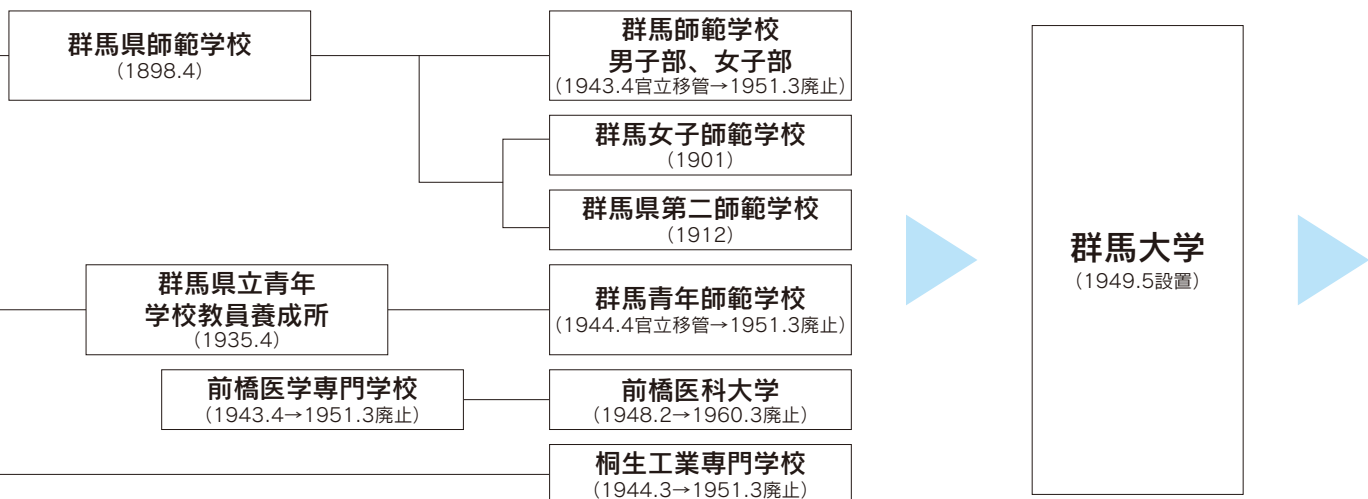 群馬県師範学校
（1898.4）
群馬師範学校
男子部、女子部
（1943.4官立移管→1951.3廃止）
群馬女子師範学校
（1901）
群馬県第二師範学校
（1912）
群馬県立青年
学校教員養成所
（1935.4）
群馬青年師範学校
（1944.4官立移管→1951.3廃止）
前橋医学専門学校
（1943.4→1951.3廃止）
前橋医科大学
（1948.2→1960.3廃止）
桐生工業専門学校
（1944.3→1951.3廃止）
群馬大学
（1949.5設置）